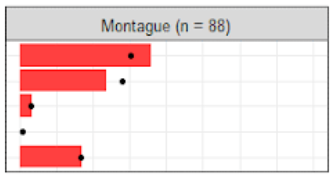 Montague (n = 88)